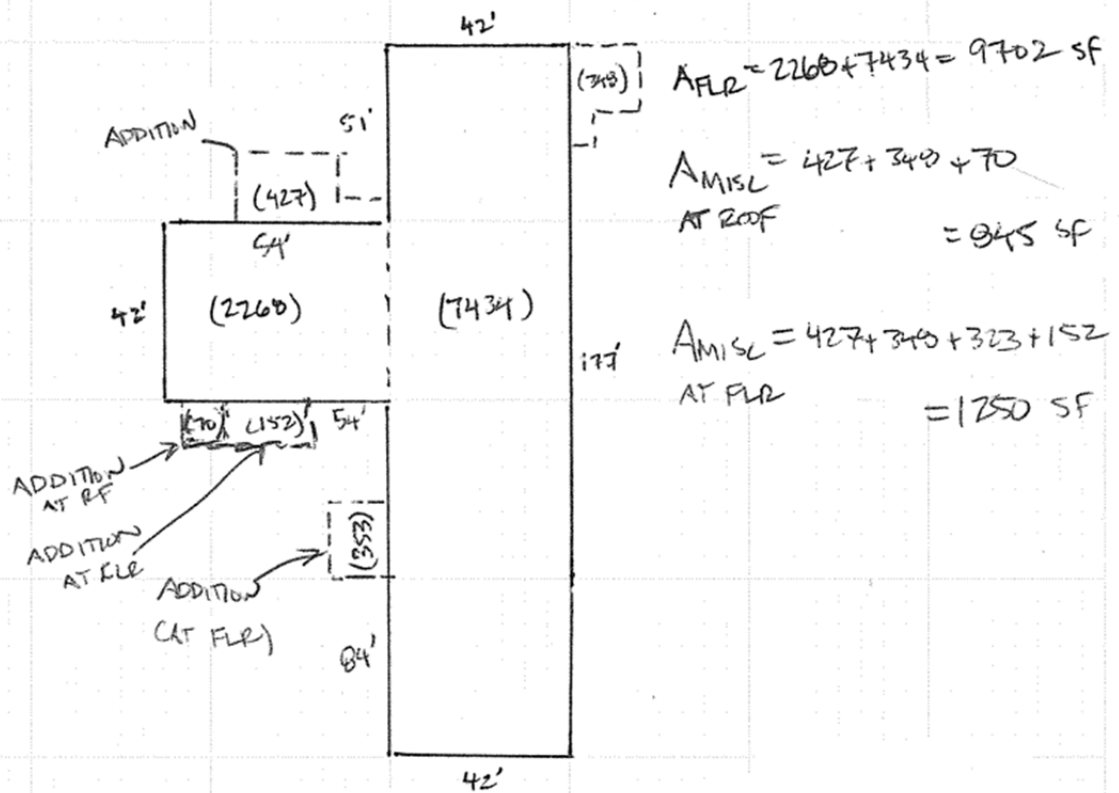 42'
(348)
AFLR = 2268+7434 = 9702 SF
ADDITION
51'
(427)
AMISC = 427+348+70
AT ROOF
= 845 SF
54'
42'
(2268)
(7434)
177'
AMISC = 427+348+323+152
AT FLR
= 1250 SF
(70)
(152)
54'
ADDITION
AT RF
ADDITION
AT FLR
(353)
ADDITION
(AT FLR)
84'
42'